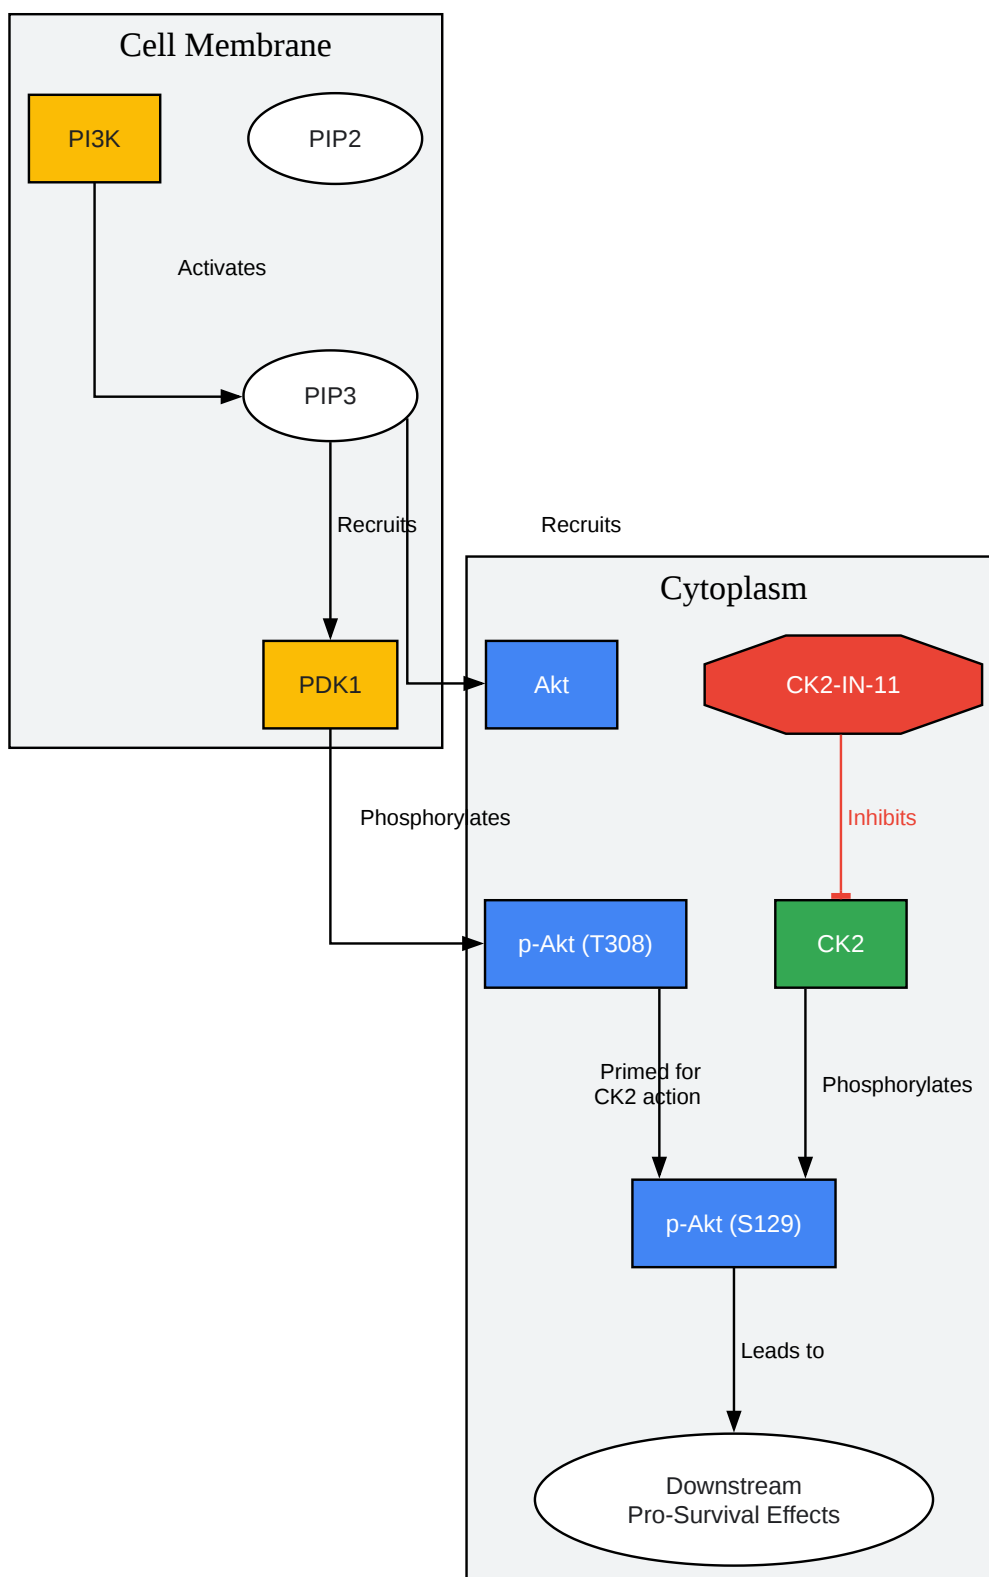 Cell Membrane
PI3K
PIP2
Activates
PIP3
Recruits
Recruits
Cytoplasm
PDK1
Akt
CK2-IN-11
Phosphorylates
Inhibits
p-Akt (T308)
CK2
Primed for
CK2 action
Phosphorylates
p-Akt (S129)
Leads to
Downstream
Pro-Survival Effects